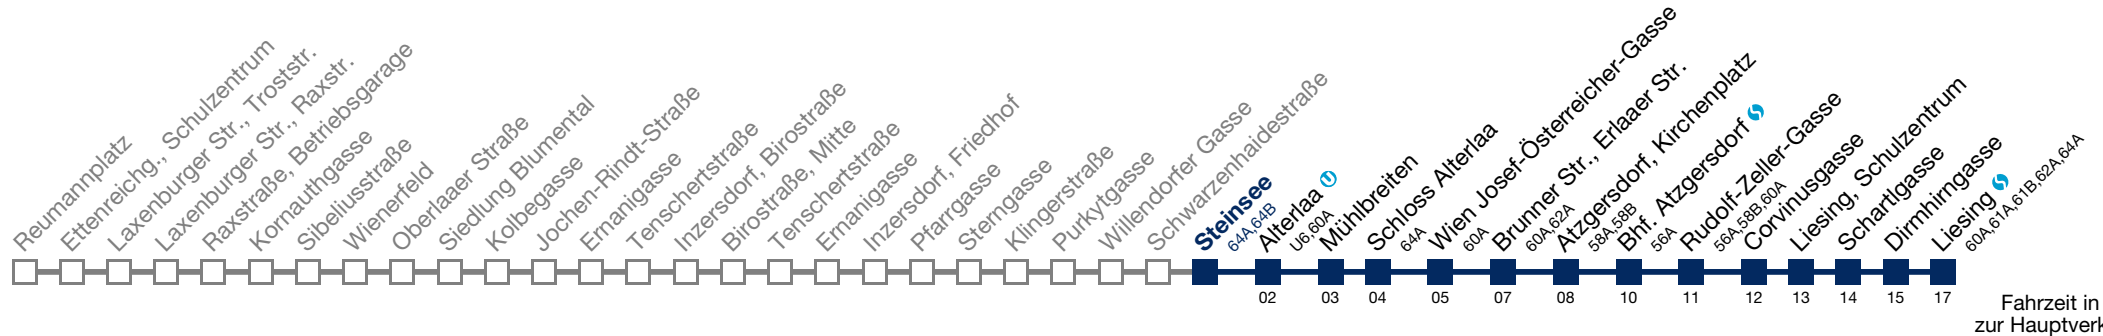 Reumannplatz
Ettenreichg., Schulzentrum
Laxenburger Str., Troststr.
Laxenburger Str., Raxstr.
Raxstraße, Betriebsgarage
Kornauthgasse
Sibeliusstraße
Wienerfeld
Oberlaaer Straße
Siedlung Blumental
Kolbegasse
Jochen-Rindt-Straße
Ernanigasse
Tenschertstraße
Inzersdorf, Birostraße
Birostraße, Mitte
Tenschertstraße
Ernanigasse
Inzersdorf, Friedhof
Pfarrgasse
Sterngasse
Klingerstraße
Purkytgasse
Willendorfer Gasse
Schwarzenhaidestraße
Steinsee
64A,64B
Alterlaa U
U6,60A
Mühlbreiten
Schloss Alterlaa
64A
Wien Josef-Österreicher-Gasse
60A
Brunner Str., Erlaaer Str.
60A,62A
Atzgersdorf, Kirchenplatz
58A,58B
Bhf. Atzgersdorf
56A
Rudolf-Zeller-Gasse
56A,58B,60A
Corvinusgasse
Liesing, Schulzentrum
Schartlgasse
Dirmhirngasse
Liesing
60A,61A,61B,62A,64A
02 03 04 05 07 08 10 11 12 13 14 15 17
Fahrzeit in
zur Hauptverk